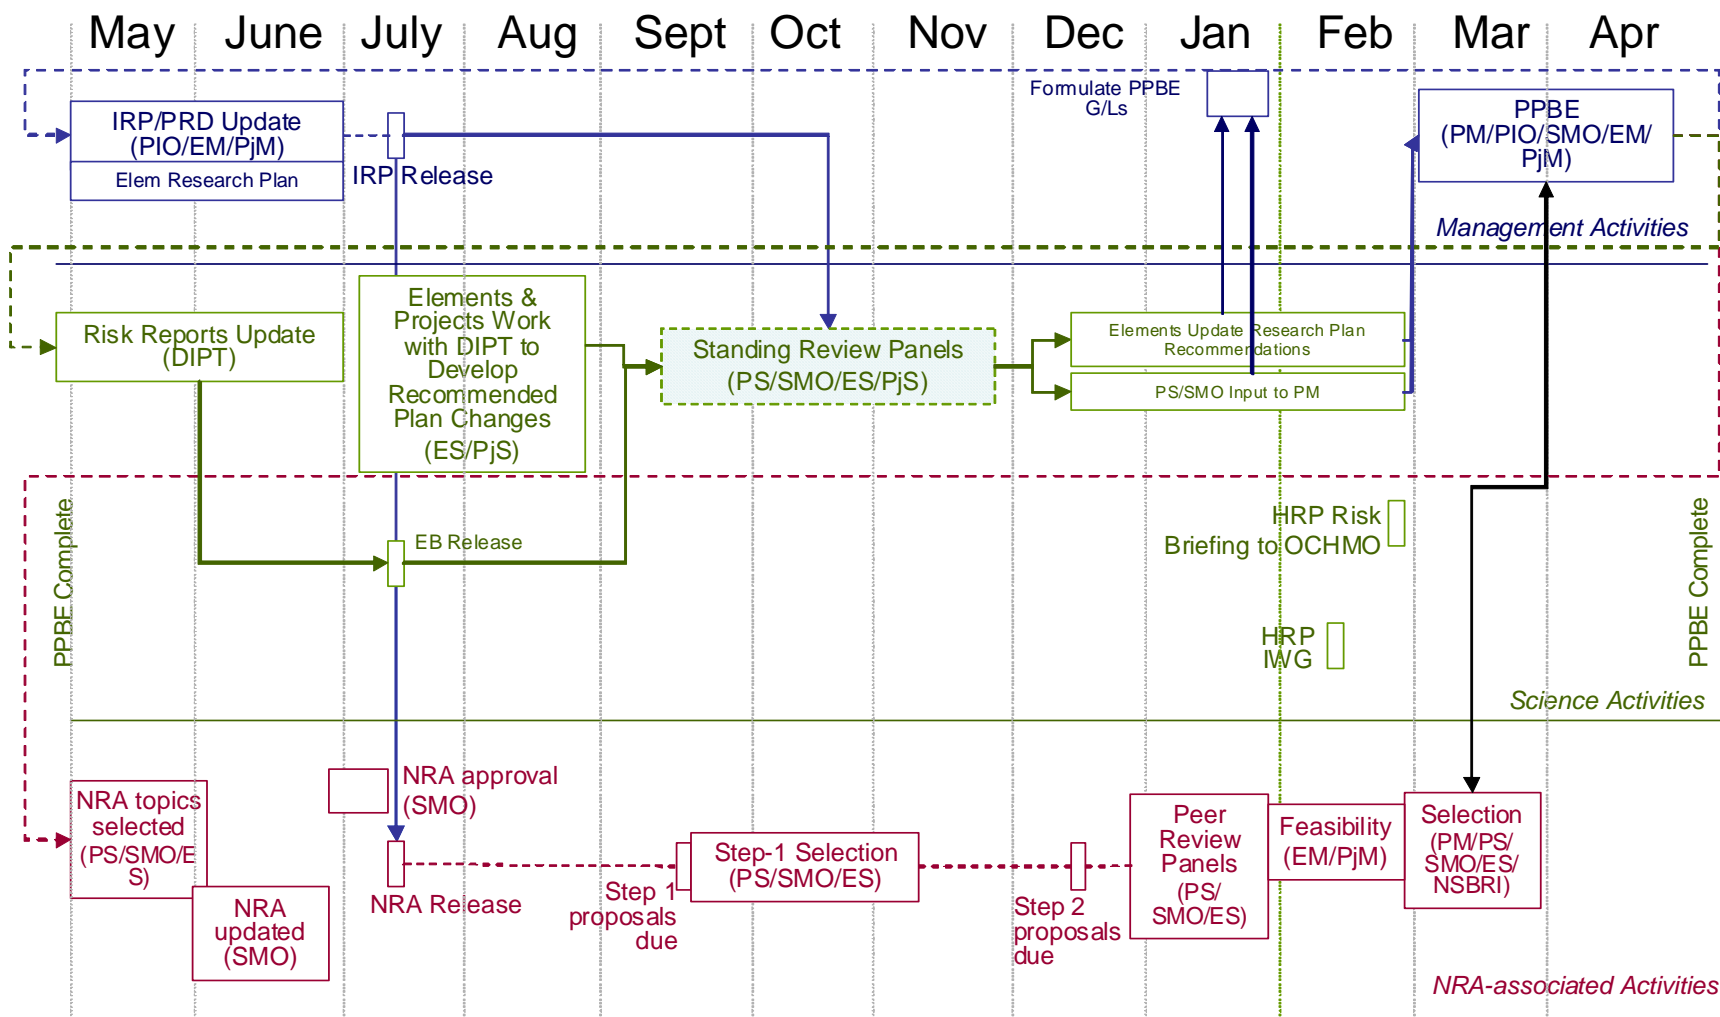 May June July Aug Sept Oct Nov Dec Jan Feb Mar Apr
IRP/PRD Update
(PIO/EM/PjM)
Elem Research Plan
IRP Release
Formulate PPBE
G/Ls
PPBE
(PM/PIO/SMO/EM/
PjM)
Management Activities
Risk Reports Update
(DIPT)
Elements &
Projects Work
with DIPT to
Develop
Recommended
Plan Changes
(ES/PjS)
Standing Review Panels
(PS/SMO/ES/PjS)
Elements Update Research Plan
Recommendations
PS/SMO Input to PM
PPBE Complete
EB Release
HRP Risk
Briefing to OCHMO
HRP
IWG
PPBE Complete
Science Activities
NRA topics
selected
(PS/SMO/E
S)
NRA
updated
(SMO)
NRA approval
(SMO)
NRA Release
Step 1
proposals
due
Step-1 Selection
(PS/SMO/ES)
Step 2
proposals
due
Peer
Review
Panels
(PS/
SMO/ES)
Feasibility
(EM/PjM)
Selection
(PM/PS/
SMO/ES/
NSBRI)
NRA-associated Activities